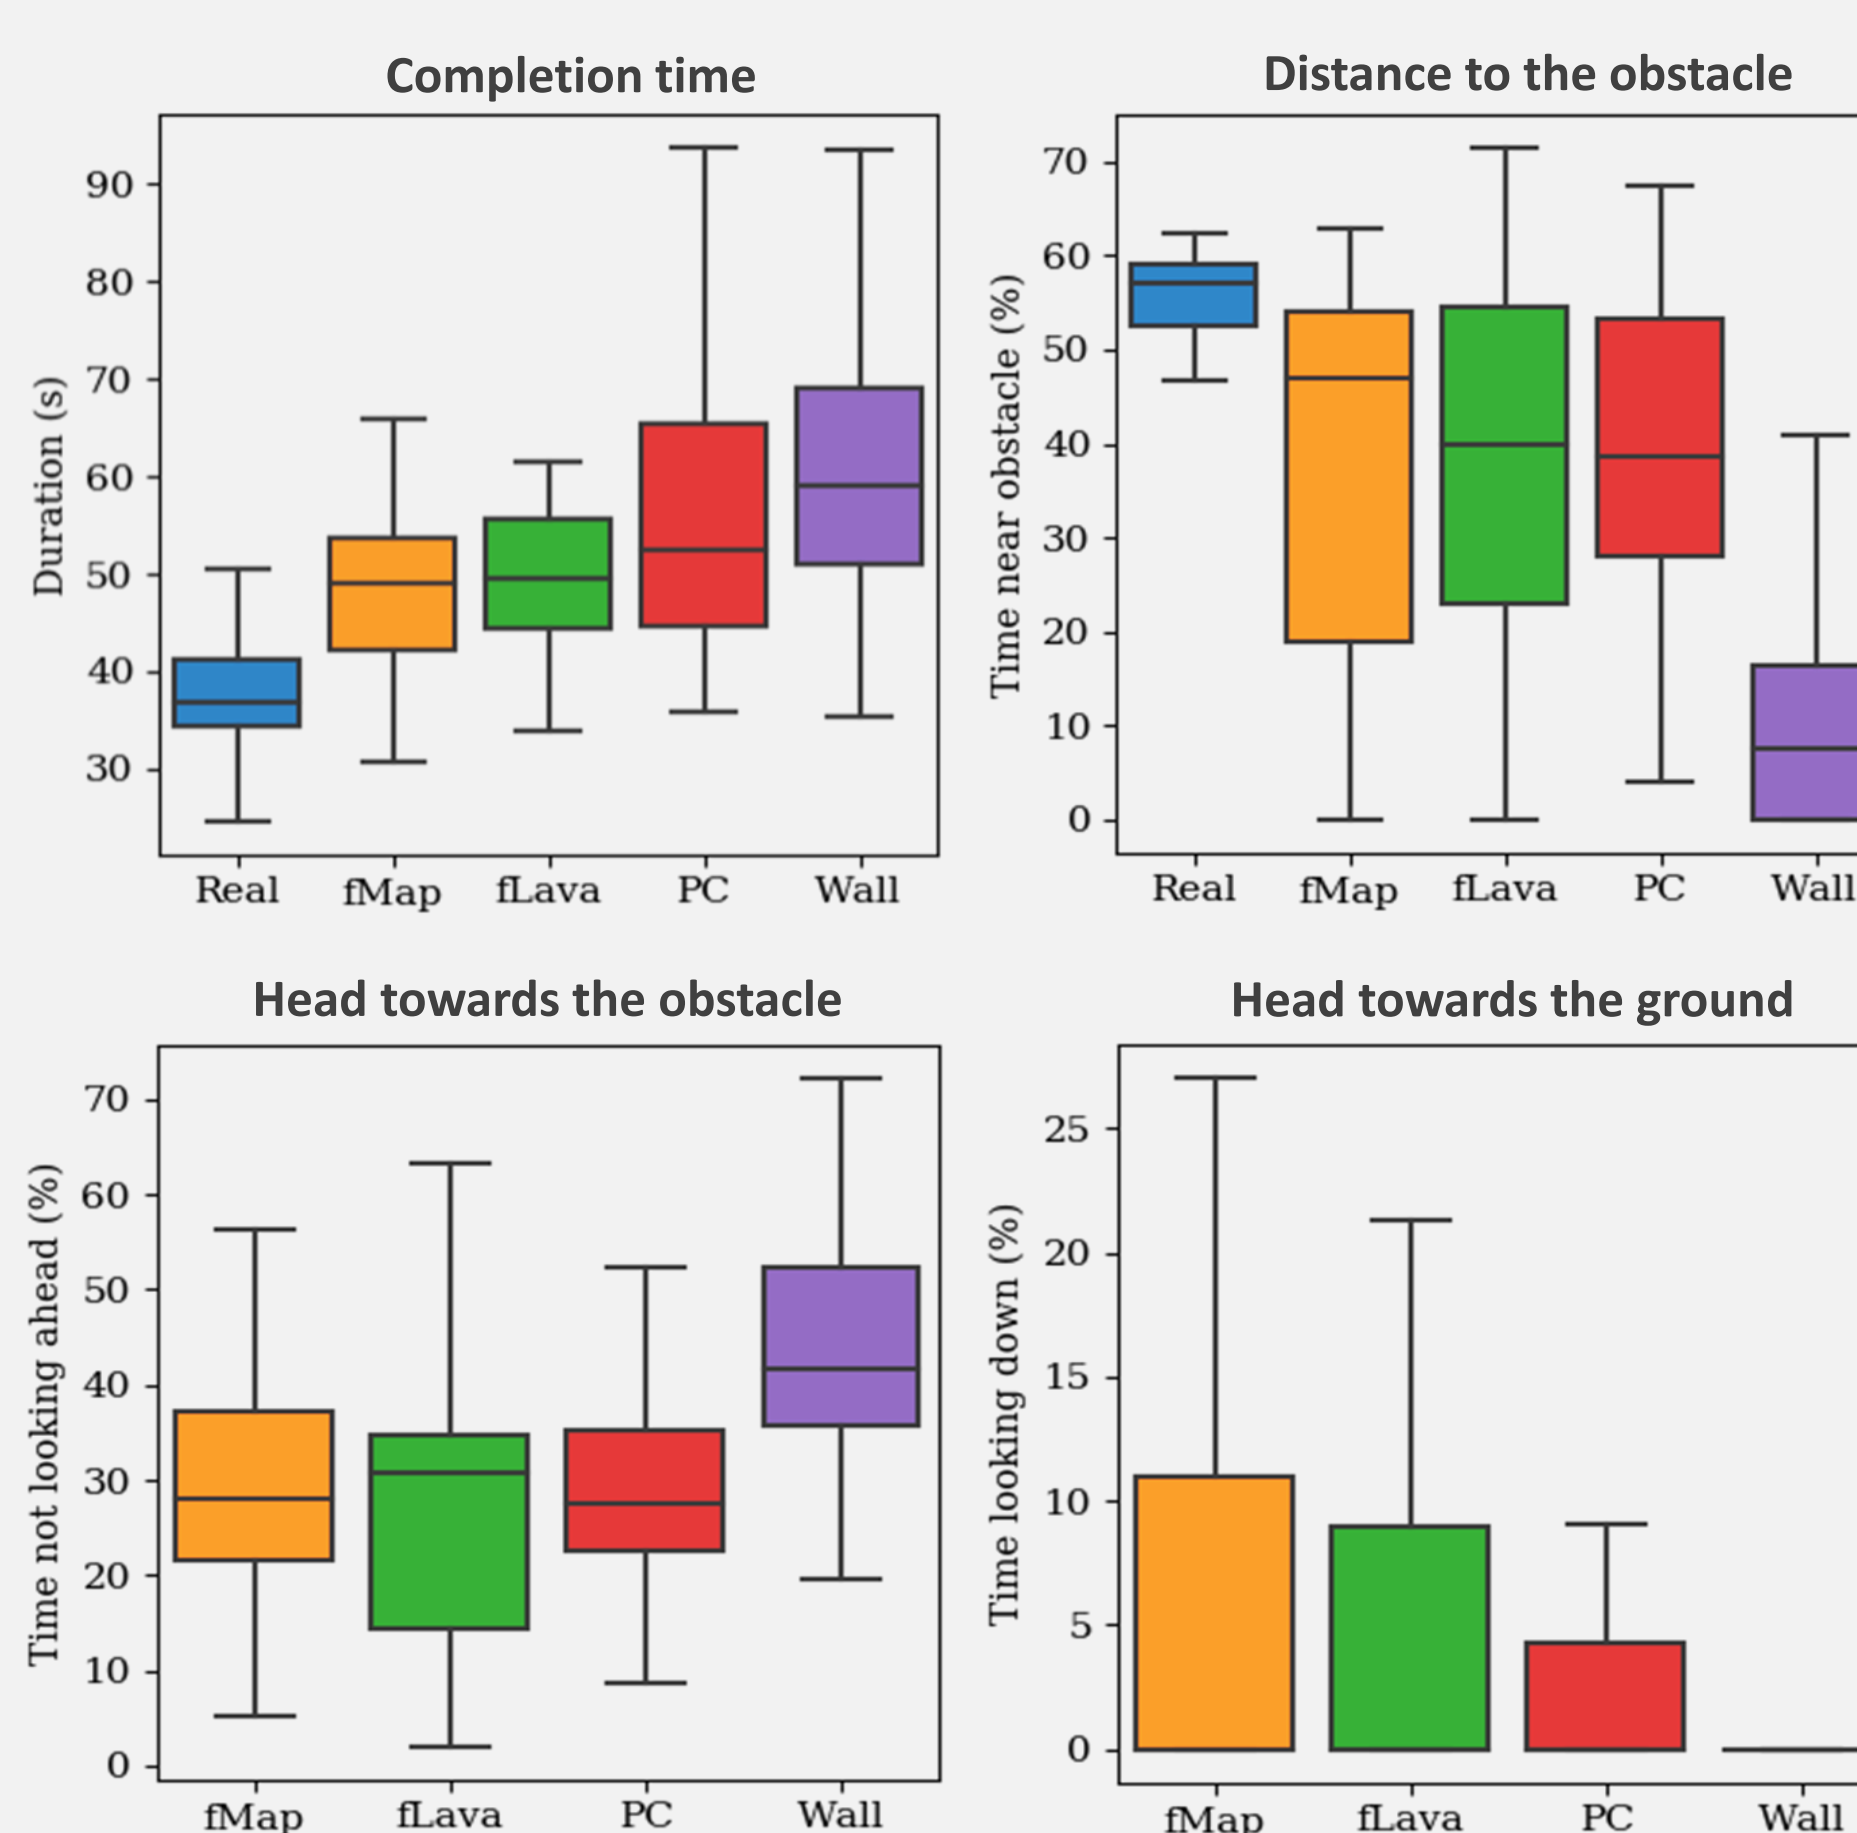 Completion time
Duration (s)
90
80
70
60
50
40
30
Real fMap fLava PC Wall
Distance to the obstacle
Time near obstacle (%)
70
60
50
40
30
20
10
0
Real fMap fLava PC Wall
Head towards the obstacle
Time not looking ahead (%)
70
60
50
40
30
20
10
0
fMap fLava PC Wall
Head towards the ground
Time looking down (%)
25
20
15
10
5
0
fMap fLava PC Wall